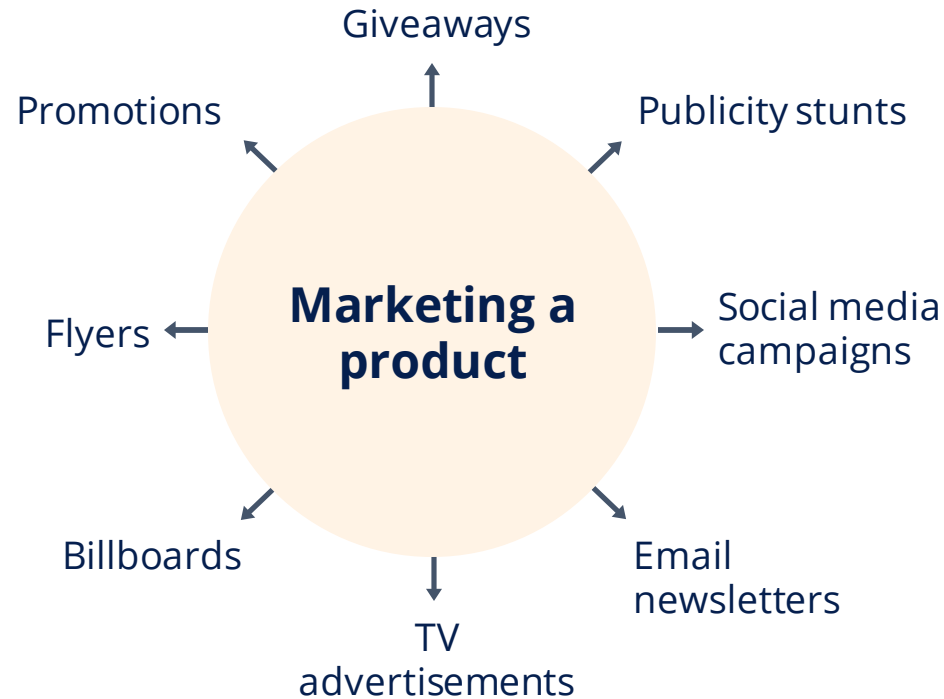 Giveaways
Promotions
Publicity stunts
Marketing a
product
Social media
campaigns
Flyers
Billboards
Email
newsletters
TV
advertisements